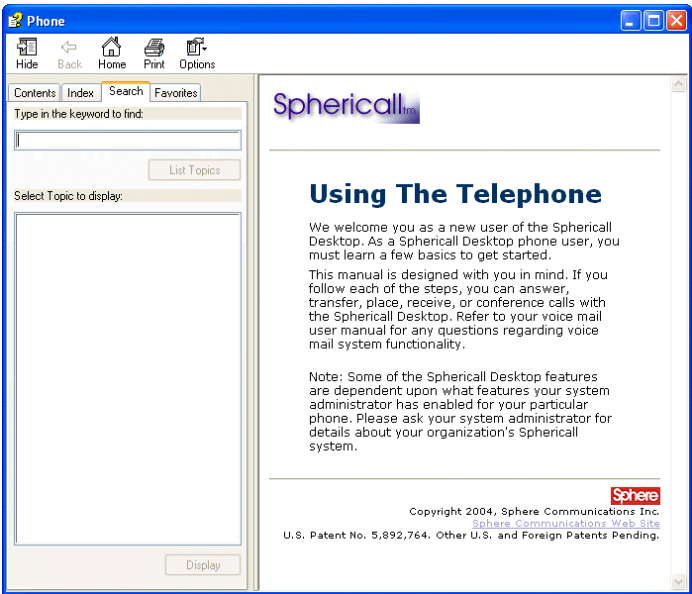 Phone
Hide Back Home Print Options
Contents Index Search Favorites
Type in the keyword to find:
List Topics
Select Topic to display:
Display
Sphericall tm
Using The Telephone
We welcome you as a new user of the Sphericall
Desktop. As a Sphericall Desktop phone user, you
must learn a few basics to get started.
This manual is designed with you in mind. If you
follow each of the steps, you can answer,
transfer, place, receive, or conference calls with
the Sphericall Desktop. Refer to your voice mail
user manual for any questions regarding voice
mail system functionality.
Note: Some of the Sphericall Desktop features
are dependent upon what features your system
administrator has enabled for your particular
phone. Please ask your system administrator for
details about your organization's Sphericall
system.
Sphere
Copyright 2004, Sphere Communications Inc.
Sphere Communications Web Site
U.S. Patent No. 5,892,764. Other U.S. and Foreign Patents Pending.